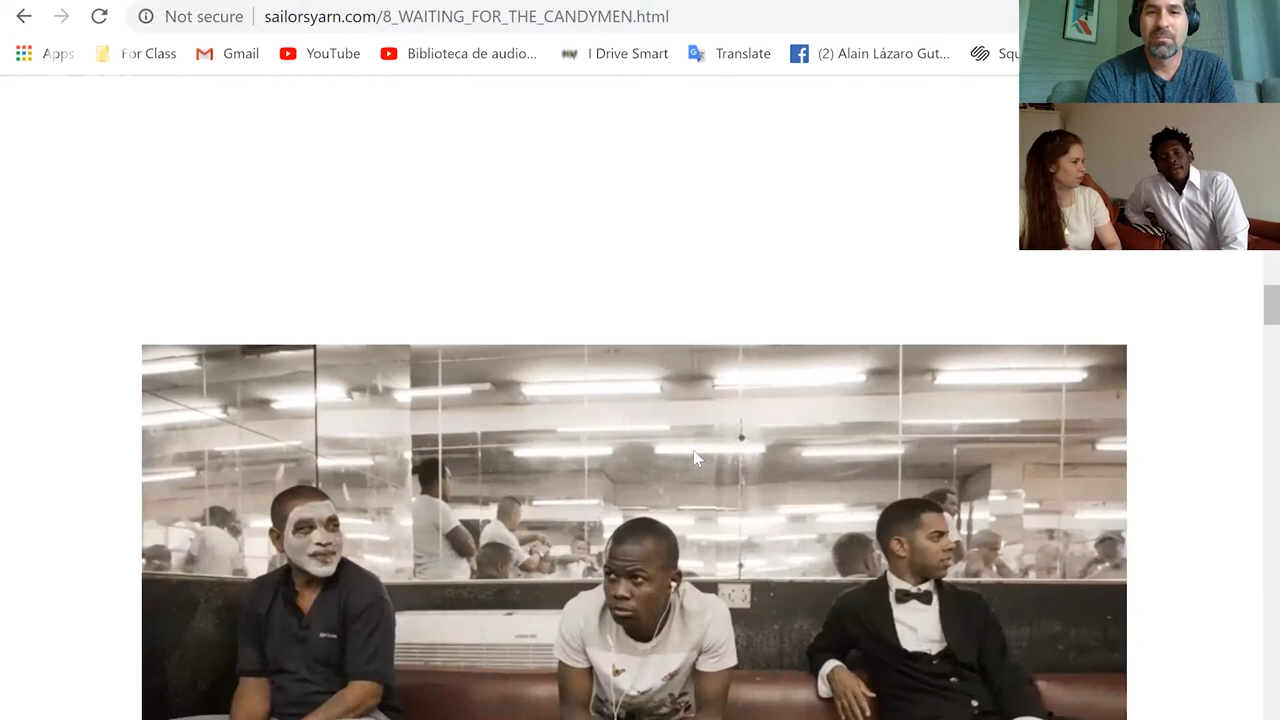 Not secure sailorsyarn.com/8_WAITING_FOR_THE_CANDYMEN.html
Apps For Class Gmail YouTube Biblioteca de audio... I Drive Smart Translate (2) Alain Lázaro Gut... Squ